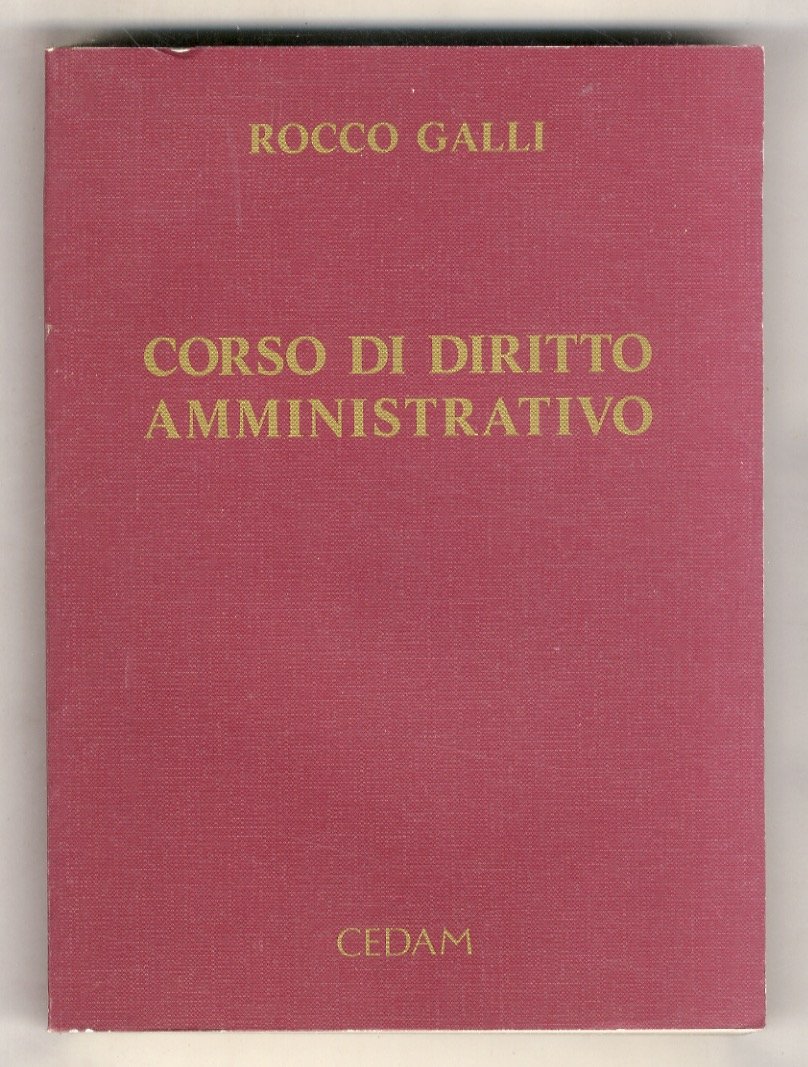 ROCCO GALLI
CORSO DI DIRITTO
AMMINISTRATIVO
CEDAM